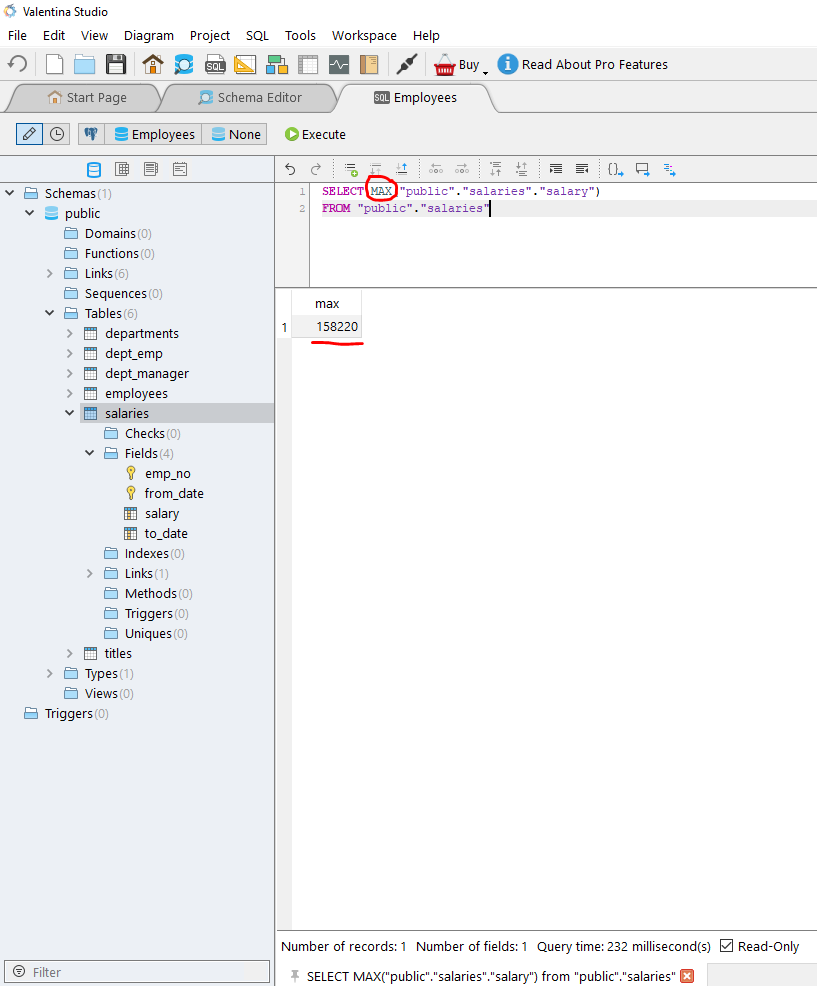 Valentina Studio
File Edit View Diagram Project SQL Tools Workspace Help
SQL Buy Read About Pro Features
Start Page Schema Editor SQL Employees
Employees None Execute
Schemas(1)
public
Domains(0)
Functions(0)
Links(6)
Sequences(0)
Tables(6)
departments
dept_emp
dept_manager
employees
salaries
Checks(0)
Fields(4)
emp_no
from_date
salary
to_date
Indexes(0)
Links(1)
Methods(0)
Triggers(0)
Uniques(0)
titles
Types(1)
Views(0)
Triggers(0)
Filter
1 SELECT MAX("public"."salaries"."salary")
2 FROM "public"."salaries"
max
1 158220
Number of records: 1 Number of fields: 1 Query time: 232 millisecond(s) Read-Only
SELECT MAX("public"."salaries"."salary") from "public"."salaries"